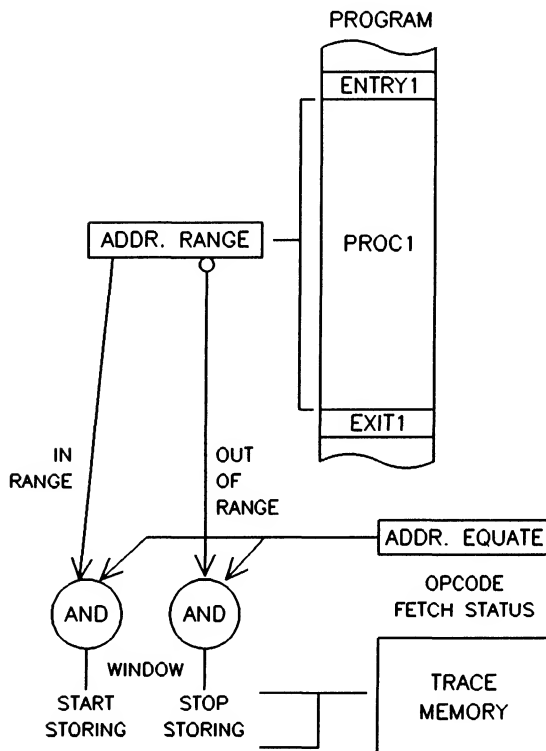 PROGRAM
ENTRY1
ADDR. RANGE
PROC1
EXIT1
IN
RANGE
OUT
OF
RANGE
ADDR. EQUATE
OPCODE
FETCH STATUS
AND
AND
WINDOW
START
STORING
STOP
STORING
TRACE
MEMORY